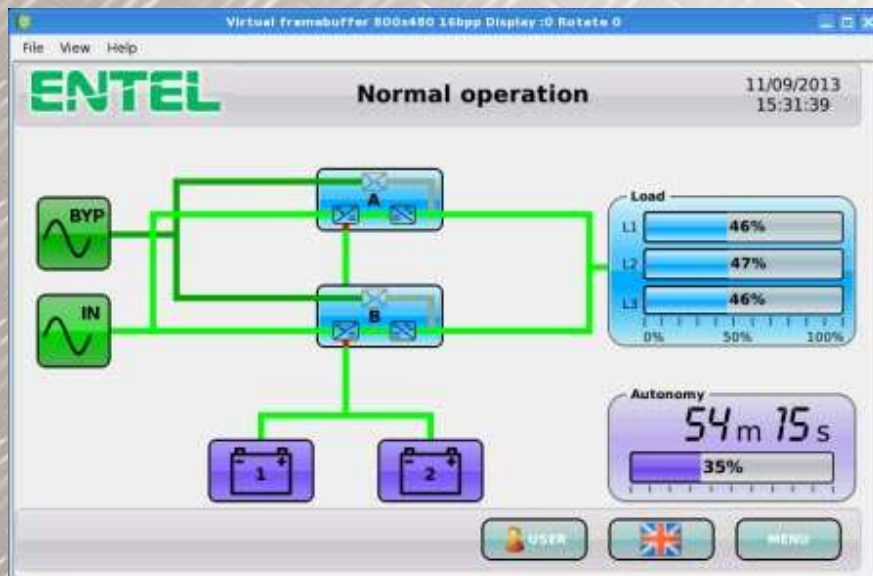 Virtual framebuffer 800x480 16bpp Display :0 Rotate 0
File View Help
ENTEL
Normal operation
11/09/2013
15:31:39
BYP
IN
A
B
1
2
Load
L1 46%
L2 47%
L3 46%
0% 50% 100%
Autonomy
54 m 15 s
35%
USER
MENU